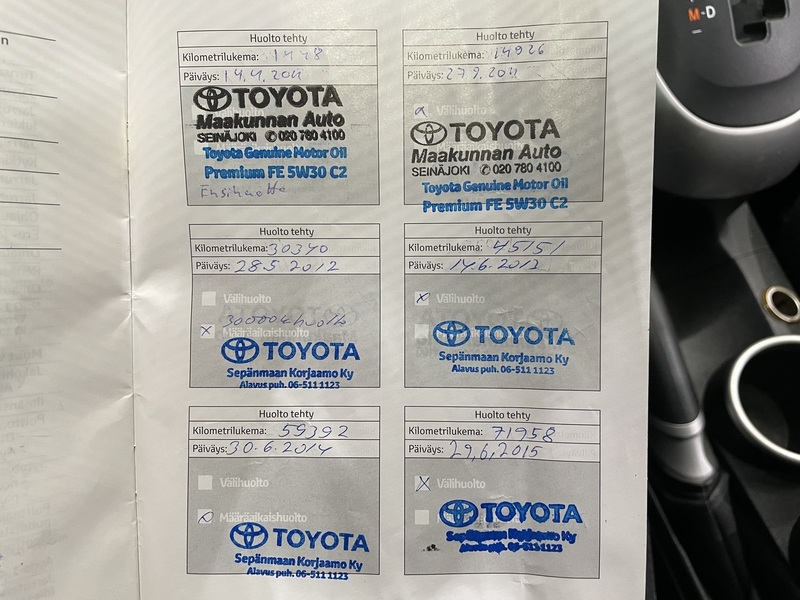 n
Huolto tehty
Kilometrilukema: 1428
Päiväys: 14.4.2011
TOYOTA
Maakunnan Auto
SEINÄJOKI 020 780 4100
Toyota Genuine Motor Oil
Premium FE 5W30 C2
Ensihuolto
Huolto tehty
Kilometrilukema: 14926
Päiväys: 27.9.2011
Välihuolto
TOYOTA
Maakunnan Auto
SEINÄJOKI 020 780 4100
Toyota Genuine Motor Oil
Premium FE 5W30 C2
Huolto tehty
Kilometrilukema: 30340
Päiväys: 28.5.2012
Välihuolto
X Määräaikaishuolto
TOYOTA
Sepänmaan Korjaamo Ky
Alavus puh. 06-511 1123
Huolto tehty
Kilometrilukema: 45151
Päiväys: 14.6.2013
X Välihuolto
TOYOTA
Sepänmaan Korjaamo Ky
Alavus puh. 06-511 1123
Huolto tehty
Kilometrilukema: 59392
Päiväys: 30.6.2014
Välihuolto
Määräaikaishuolto
TOYOTA
Sepänmaan Korjaamo Ky
Alavus puh. 06-511 1123
Huolto tehty
Kilometrilukema: 71958
Päiväys: 29,6,2015
X Välihuolto
TOYOTA
M-D